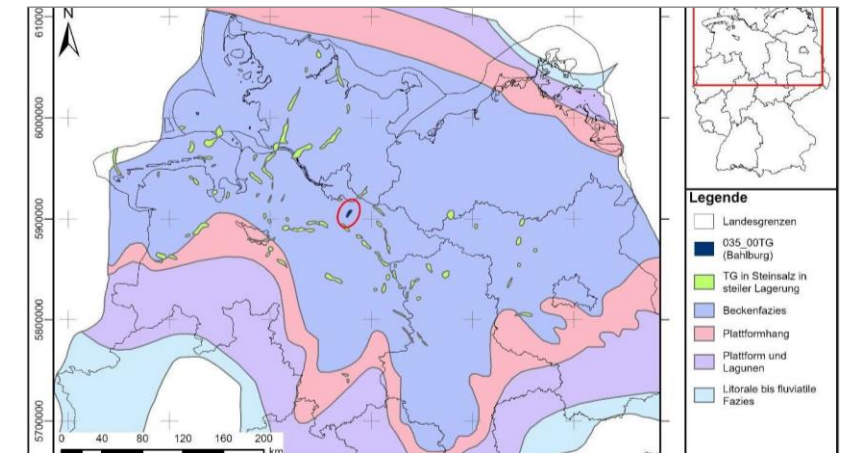 N
61000
6000000
5900000
5800000
5700000
0 40 80 120 160 200
km
Legende
Landesgrenzen
035_00TG
(Bahlburg)
TG in Steinsalz in
steiler Lagerung
Beckenfazies
Plattformhang
Plattform und
Lagunen
Litorale bis fluviatile
Fazies